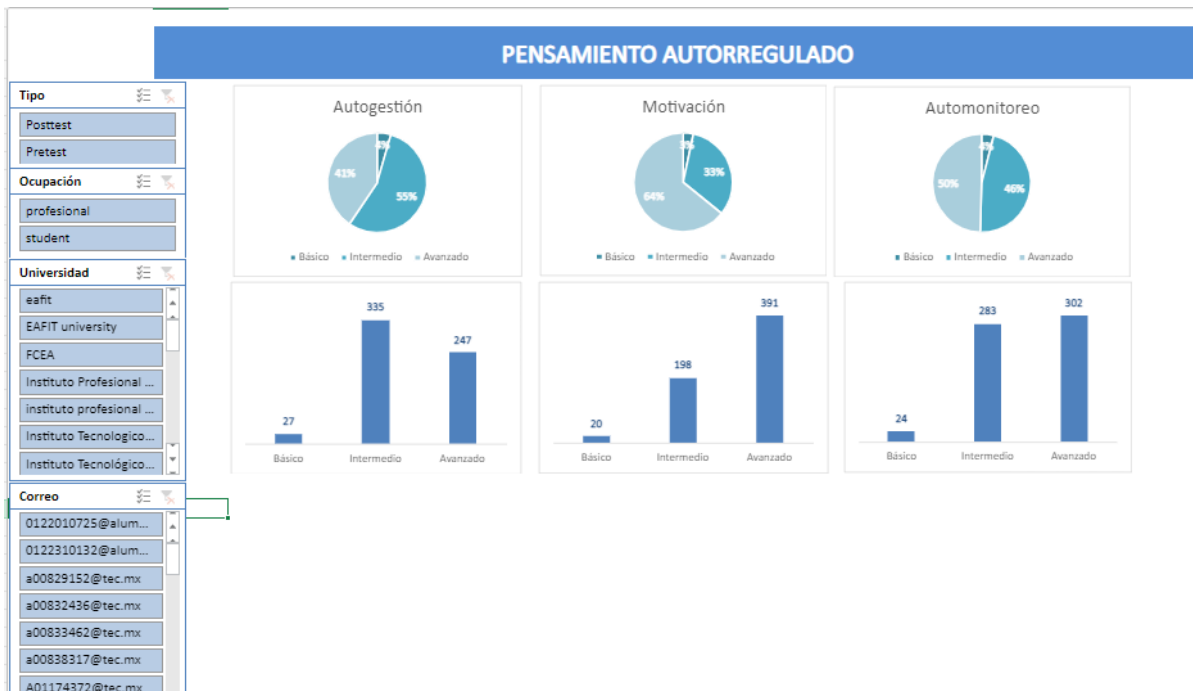 PENSAMIENTO AUTORREGULADO
Tipo
Posttest
Pretest
Ocupación
profesional
student
Universidad
eafit
EAFIT university
FCEA
Instituto Profesional ...
instituto profesional ...
Instituto Tecnologico...
Instituto Tecnológico...
Correo
0122010725@alum...
0122310132@alum...
a00829152@tec.mx
a00832436@tec.mx
a00833462@tec.mx
a00838317@tec.mx
A01174372@tec.mx
Autogestión
4%
41%
55%
Básico Intermedio Avanzado
Motivación
3%
33%
64%
Básico Intermedio Avanzado
Automonitoreo
4%
50%
46%
Básico Intermedio Avanzado
335
247
27
Básico Intermedio Avanzado
391
198
20
Básico Intermedio Avanzado
302
283
24
Básico Intermedio Avanzado